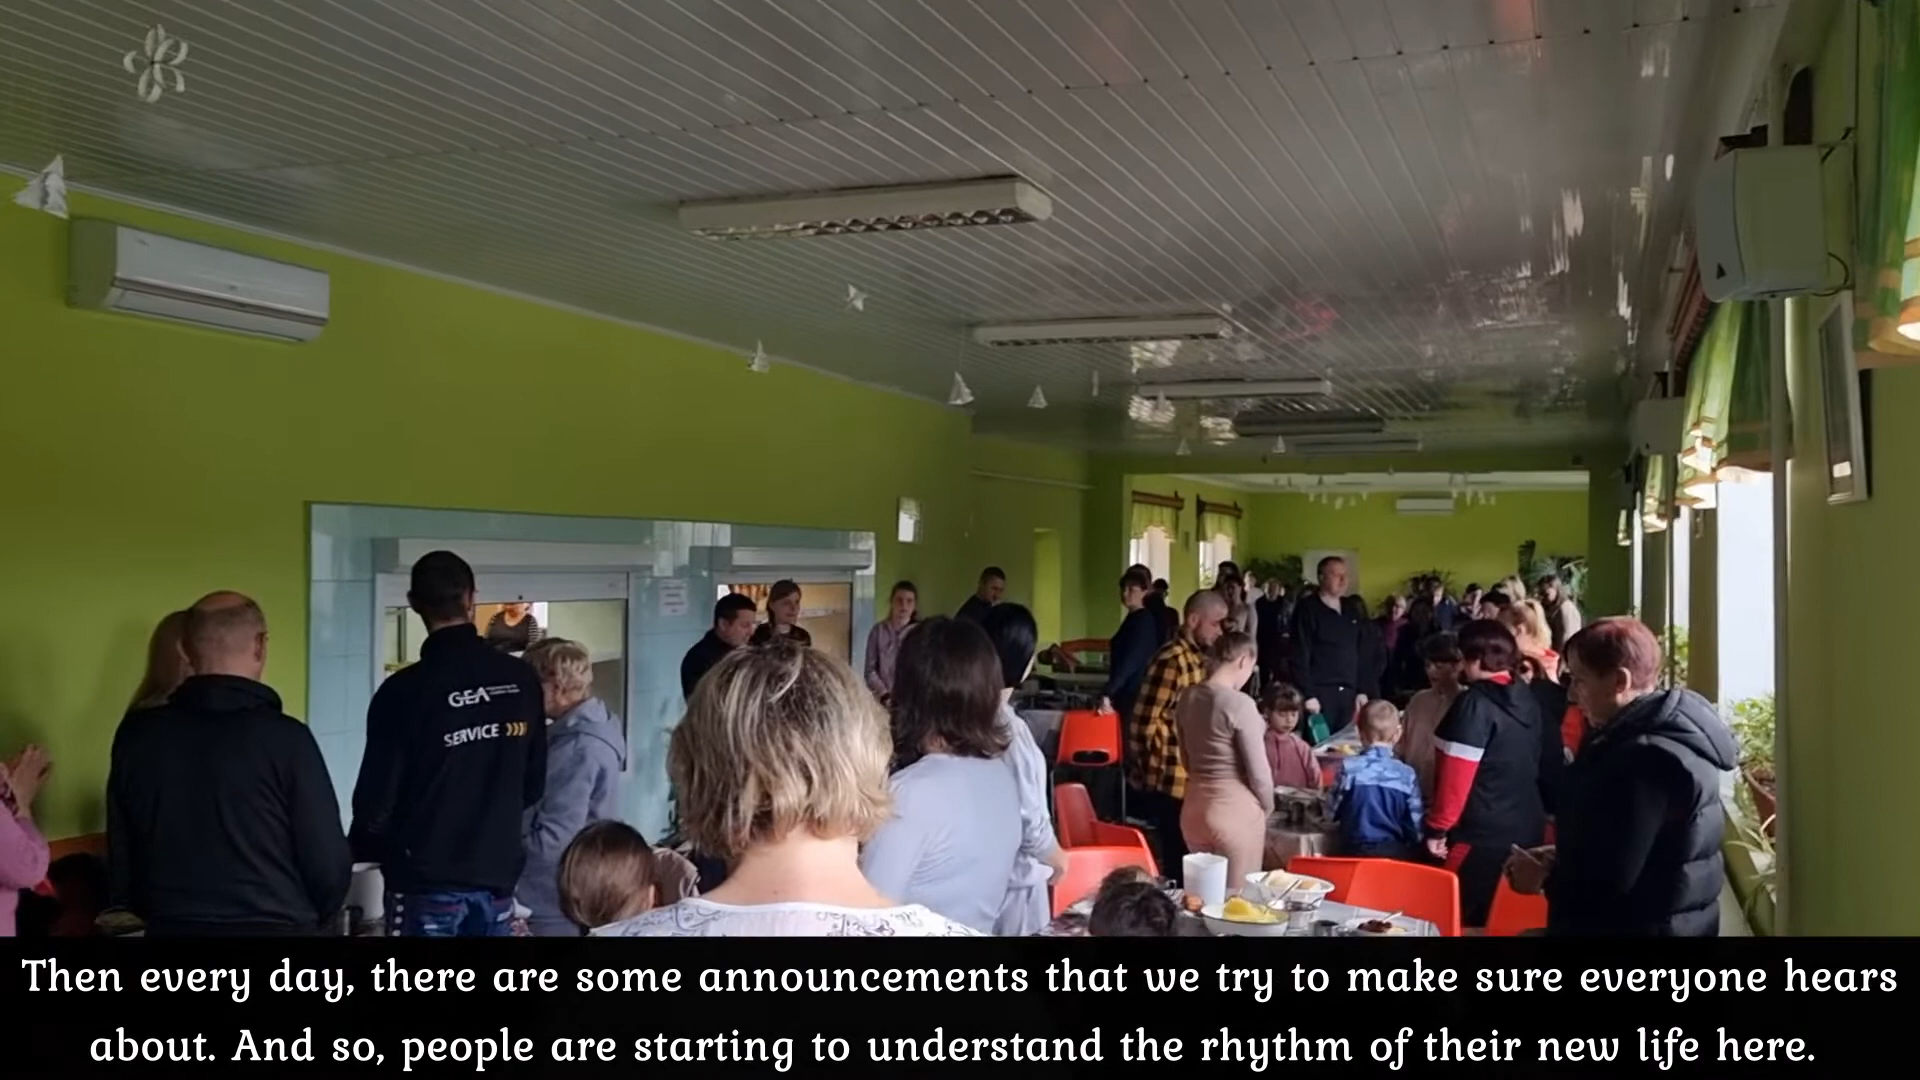 GEA
SERVICE
Then every day, there are some announcements that we try to make sure everyone hears
about. And so, people are starting to understand the rhythm of their new life here.